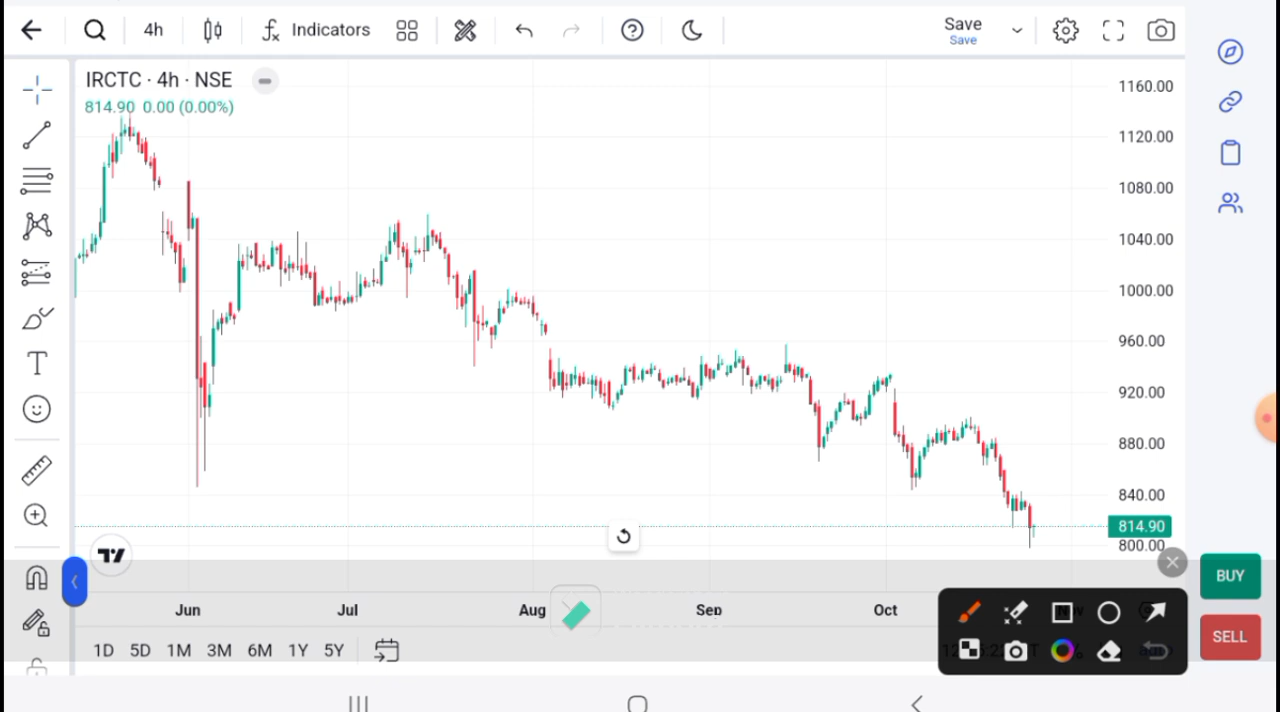 4h
Indicators
Save
Save
IRCTC · 4h · NSE
814.90 0.00 (0.00%)
1160.00
1120.00
1080.00
1040.00
1000.00
960.00
920.00
880.00
840.00
814.90
800.00
BUY
SELL
Jun
Jul
Aug
Sep
Oct
1D
5D
1M
3M
6M
1Y
5Y